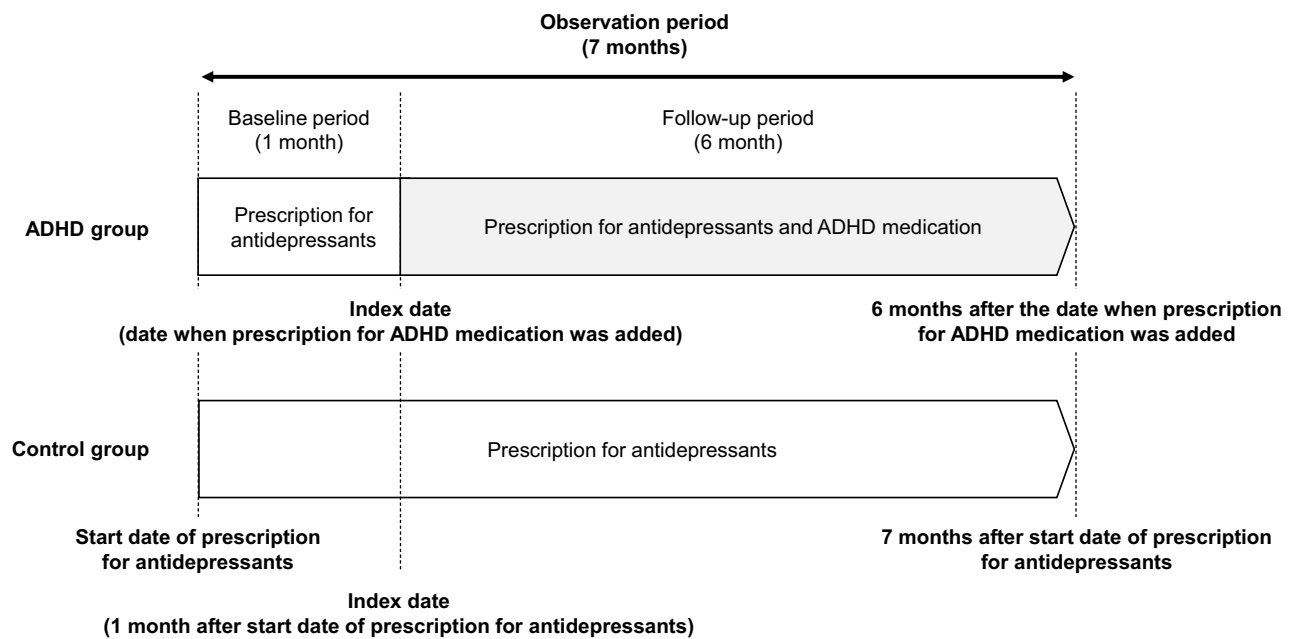 Observation period
(7 months)
Baseline period
(1 month)
Follow-up period
(6 month)
ADHD group
Prescription for
antidepressants
Prescription for antidepressants and ADHD medication
Index date
(date when prescription for ADHD medication was added)
6 months after the date when prescription
for ADHD medication was added
Control group
Prescription for antidepressants
Start date of prescription
for antidepressants
7 months after start date of prescription
for antidepressants
Index date
(1 month after start date of prescription for antidepressants)